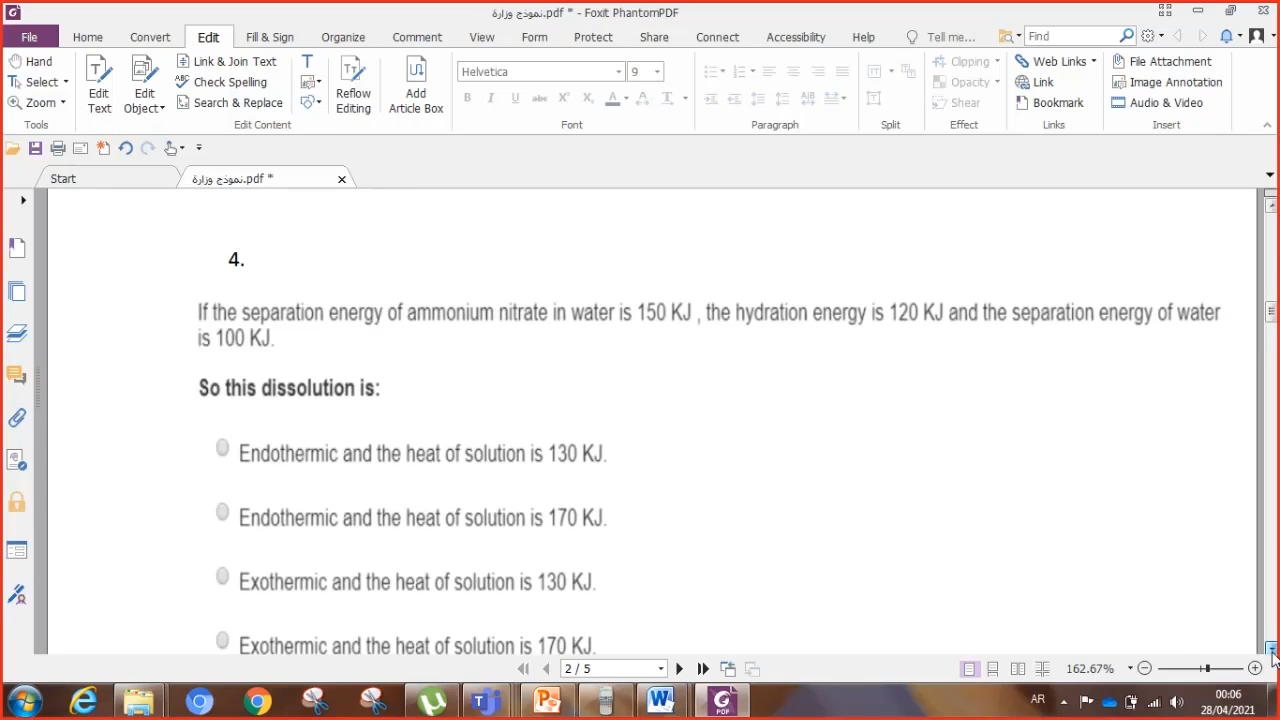 نموذج وزارة.pdf * - Foxit PhantomPDF
File Home Convert Edit Fill & Sign Organize Comment View Form Protect Share Connect Accessibility Help Tell me... Find
Hand
Select
Zoom
Tools
Edit Text
Edit Object
Link & Join Text
Check Spelling
Search & Replace
Edit Content
Reflow Editing
Add Article Box
Helvetica 9
Font
Paragraph
Split
Clipping
Opacity
Shear
Effect
Web Links
Link
Bookmark
Links
File Attachment
Image Annotation
Audio & Video
Insert
Start
نموذج وزارة.pdf *
4.
If the separation energy of ammonium nitrate in water is 150 KJ , the hydration energy is 120 KJ and the separation energy of water
is 100 KJ.
So this dissolution is:
Endothermic and the heat of solution is 130 KJ.
Endothermic and the heat of solution is 170 KJ.
Exothermic and the heat of solution is 130 KJ.
Exothermic and the heat of solution is 170 KJ.
2 / 5
162.67%
AR
00:06
28/04/2021